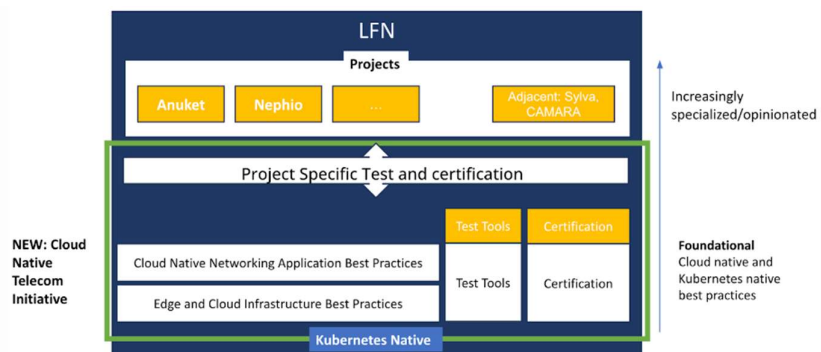 LFN
Projects
Anuket
Nephio
...
Adjacent: Sylva,
CAMARA
Increasingly
specialized/opinionated
Project Specific Test and certification
NEW: Cloud
Native
Telecom
Initiative
Test Tools
Certification
Cloud Native Networking Application Best Practices
Edge and Cloud Infrastructure Best Practices
Test Tools
Certification
Foundational
Cloud native and
Kubernetes native
best practices
Kubernetes Native